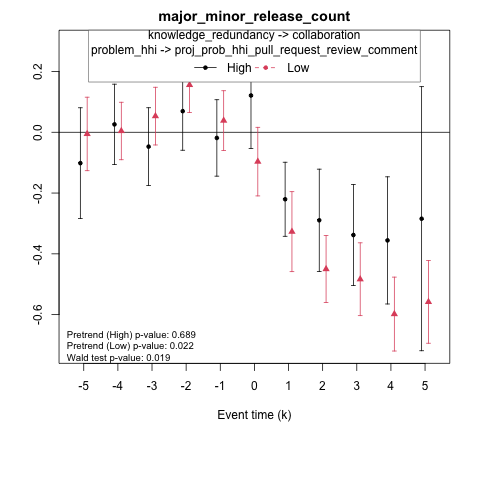 major_minor_release_count
knowledge_redundancy -> collaboration
problem_hhi -> proj_prob_hhi_pull_request_review_comment
High Low
0.2
0.0
-0.2
-0.4
-0.6
Pretrend (High) p-value: 0.689
Pretrend (Low) p-value: 0.022
Wald test p-value: 0.019
-5 -4 -3 -2 -1 0 1 2 3 4 5
Event time (k)